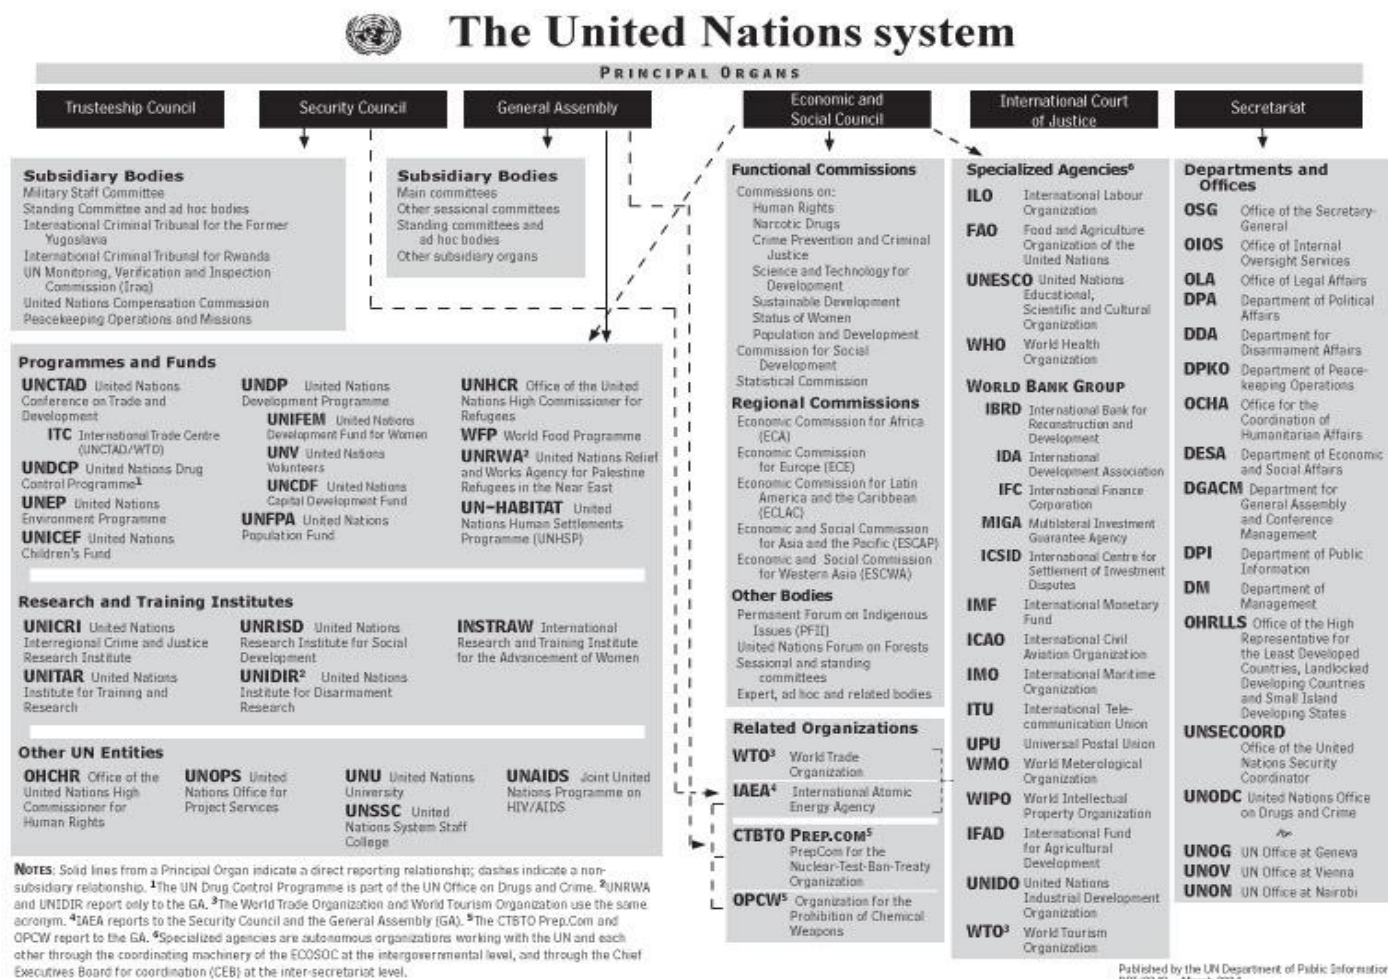 The United Nations system
PRINCIPAL ORGANS
Trusteeship Council
Security Council
General Assembly
Economic and
Social Council
International Court
of Justice
Secretariat
Subsidiary Bodies
Military Staff Committee
Standing Committee and ad hoc bodies
International Criminal Tribunal for the Former
Yugoslavia
International Criminal Tribunal for Rwanda
UN Monitoring, Verification and Inspection
Commission (Iraq)
United Nations Compensation Commission
Peacekeeping Operations and Missions
Subsidiary Bodies
Main committees
Other sessional committees
Standing committees and
ad hoc bodies
Other subsidiary organs
Programmes and Funds
UNCTAD United Nations
Conference on Trade and
Development
ITC International Trade Centre
(UNCTAD/WTO)
UNDCP United Nations Drug
Control Programme1
UNEP United Nations
Environment Programme
UNICEF United Nations
Children's Fund
UNDP United Nations
Development Programme
UNIFEM United Nations
Development Fund for Women
UNV United Nations
Volunteers
UNCDF United Nations
Capital Development Fund
UNFPA United Nations
Population Fund
UNHCR Office of the United
Nations High Commissioner for
Refugees
WFP World Food Programme
UNRWA2 United Nations Relief
and Works Agency for Palestine
Refugees in the Near East
UN-HABITAT United
Nations Human Settlements
Programme (UNHSP)
Research and Training Institutes
UNICRI United Nations
Interregional Crime and Justice
Research Institute
UNITAR United Nations
Institute for Training and
Research
UNRISD United Nations
Research Institute for Social
Development
UNIDIR2 United Nations
Institute for Disarmament
Research
INSTRAW International
Research and Training Institute
for the Advancement of Women
Other UN Entities
OHCHR Office of the
United Nations High
Commissioner for
Human Rights
UNOPS United
Nations Office for
Project Services
UNU United Nations
University
UNSSC United
Nations System Staff
College
UNAIDS Joint United
Nations Programme on
HIV/AIDS
Functional Commissions
Commissions on:
Human Rights
Narcotic Drugs
Crime Prevention and Criminal
Justice
Science and Technology for
Development
Sustainable Development
Status of Women
Population and Development
Commission for Social
Development
Statistical Commission
Regional Commissions
Economic Commission for Africa
(ECA)
Economic Commission
for Europe (ECE)
Economic Commission for Latin
America and the Caribbean
(ECLAC)
Economic and Social Commission
for Asia and the Pacific (ESCAP)
Economic and Social Commission
for Western Asia (ESCWA)
Other Bodies
Permanent Forum on Indigenous
Issues (PFII)
United Nations Forum on Forests
Sessional and standing
committees
Expert, ad hoc and related bodies
Related Organizations
WTO3 World Trade
Organization
IAEA4 International Atomic
Energy Agency
CTBTO PREP.COM5
PrepCom for the
Nuclear-Test-Ban-Treaty
Organization
OPCW5 Organization for the
Prohibition of Chemical
Weapons
Specialized Agencies6
ILO International Labour
Organization
FAO Food and Agriculture
Organization of the
United Nations
UNESCO United Nations
Educational,
Scientific and Cultural
Organization
WHO World Health
Organization
WORLD BANK GROUP
IBRD International Bank for
Reconstruction and
Development
IDA International
Development Association
IFC International Finance
Corporation
MIGA Multilateral Investment
Guarantee Agency
ICSID International Centre for
Settlement of Investment
Disputes
IMF International Monetary
Fund
ICAO International Civil
Aviation Organization
IMO International Maritime
Organization
ITU International Tele-
communication Union
UPU Universal Postal Union
WMO World Meterological
Organization
WIPO World Intellectual
Property Organization
IFAD International Fund
for Agricultural
Development
UNIDO United Nations
Industrial Development
Organization
WTO3 World Tourism
Organization
Departments and
Offices
OSG Office of the Secretary-
General
OIOS Office of Internal
Oversight Services
OLA Office of Legal Affairs
DPA Department of Political
Affairs
DDA Department for
Disarmament Affairs
DPKO Department of Peace-
keeping Operations
OCHA Office for the
Coordination of
Humanitarian Affairs
DESA Department of Economic
and Social Affairs
DGACM Department for
General Assembly
and Conference
Management
DPI Department of Public
Information
DM Department of
Management
OHRLLS Office of the High
Representative for
the Least Developed
Countries, Landlocked
Developing Countries
and Small Island
Developing States
UNSECOORD
Office of the United
Nations Security
Coordinator
UNODC United Nations Office
on Drugs and Crime
UNOG UN Office at Geneva
UNOV UN Office at Vienna
UNON UN Office at Nairobi
NOTES: Solid lines from a Principal Organ indicate a direct reporting relationship; dashes indicate a non-
subsidiary relationship. 1The UN Drug Control Programme is part of the UN Office on Drugs and Crime. 2UNRWA
and UNIDIR report only to the GA. 3The World Trade Organization and World Tourism Organization use the same
acronym. 4IAEA reports to the Security Council and the General Assembly (GA). 5The CTBTO Prep.Com and
OPCW report to the GA. 6Specialized agencies are autonomous organizations working with the UN and each
other through the coordinating machinery of the ECOSOC at the intergovernmental level, and through the Chief
Executives Board for coordination (CEB) at the inter-secretariat level.
Published by the UN Department of Public Information